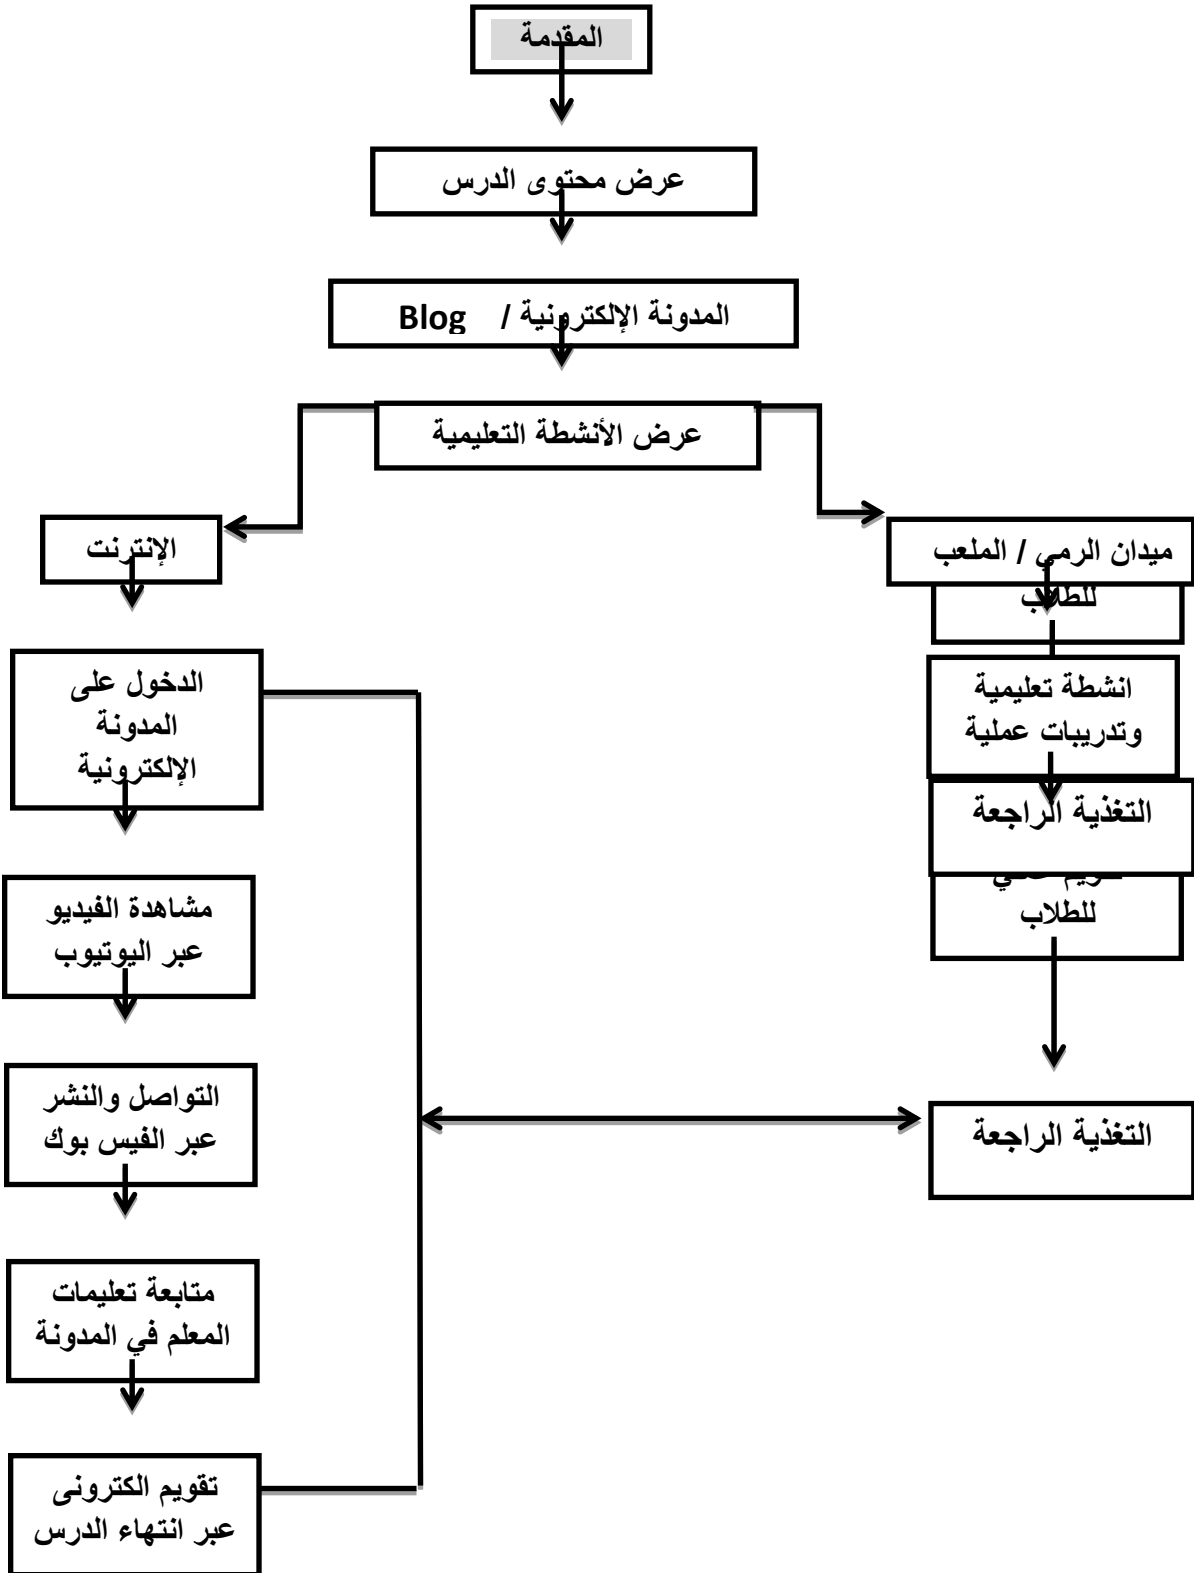 المقدمة
عرض محتوى الدرس
المدونة الإلكترونية / Blog
عرض الأنشطة التعليمية
ميدان الرمي / الملعب
للطلاب
انشطة تعليمية
وتدريبات عملية
التغذية الراجعة
للطلاب
التغذية الراجعة
الإنترنت
الدخول على
المدونة
الإلكترونية
مشاهدة الفيديو
عبر اليوتيوب
التواصل والنشر
عبر الفيس بوك
متابعة تعليمات
المعلم في المدونة
تقويم الكترونى
عبر انتهاء الدرس